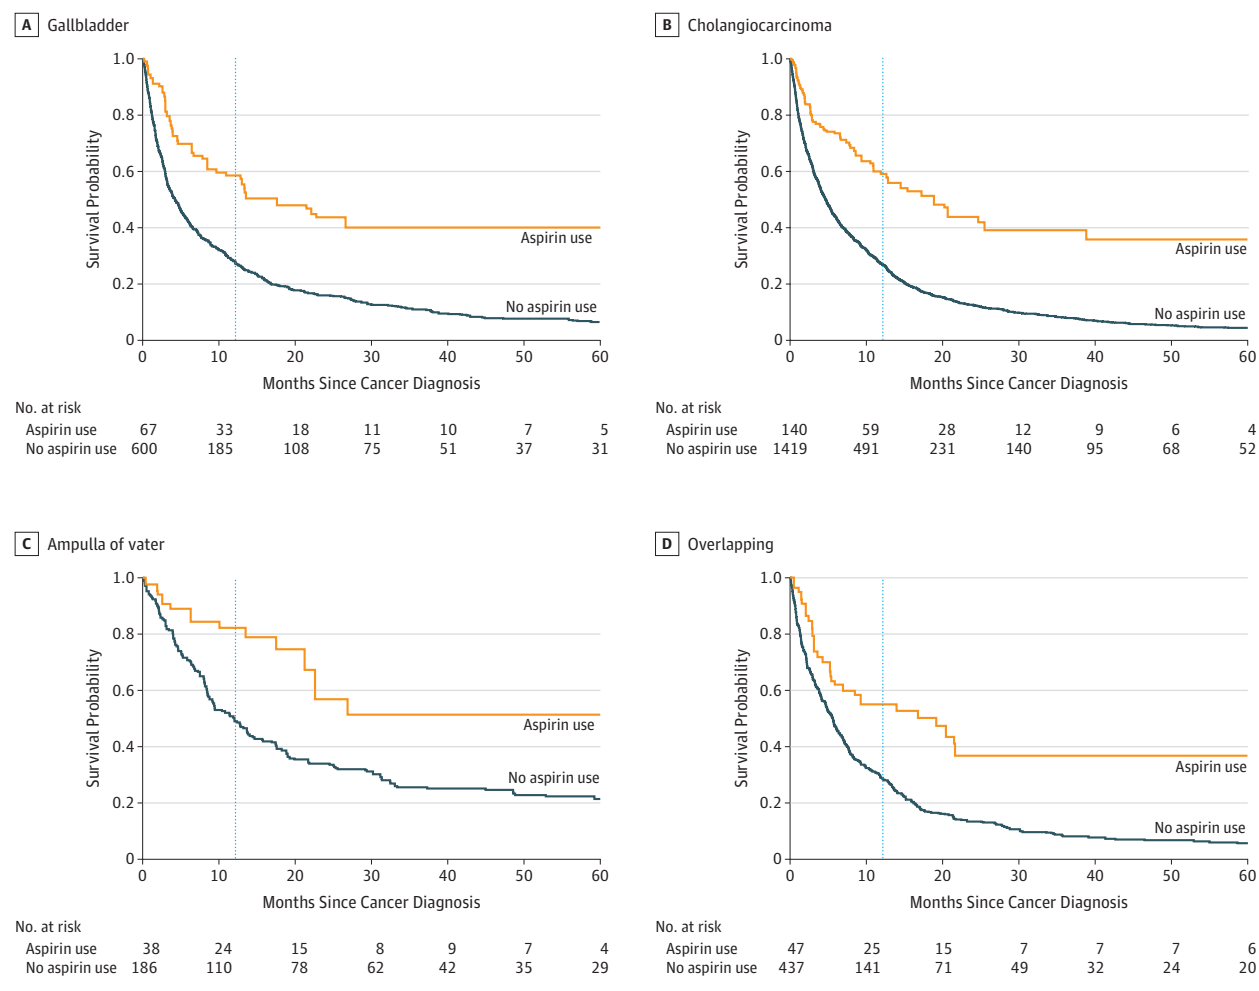 A Gallbladder
1.0
0.8
0.6
0.4
0.2
0
Survival Probability
Aspirin use
No aspirin use
0 10 20 30 40 50 60
Months Since Cancer Diagnosis
No. at risk
Aspirin use 67 33 18 11 10 7 5
No aspirin use 600 185 108 75 51 37 31
B Cholangiocarcinoma
1.0
0.8
0.6
0.4
0.2
0
Survival Probability
Aspirin use
No aspirin use
0 10 20 30 40 50 60
Months Since Cancer Diagnosis
No. at risk
Aspirin use 140 59 28 12 9 6 4
No aspirin use 1419 491 231 140 95 68 52
C Ampulla of vater
1.0
0.8
0.6
0.4
0.2
0
Survival Probability
Aspirin use
No aspirin use
0 10 20 30 40 50 60
Months Since Cancer Diagnosis
No. at risk
Aspirin use 38 24 15 8 9 7 4
No aspirin use 186 110 78 62 42 35 29
D Overlapping
1.0
0.8
0.6
0.4
0.2
0
Survival Probability
Aspirin use
No aspirin use
0 10 20 30 40 50 60
Months Since Cancer Diagnosis
No. at risk
Aspirin use 47 25 15 7 7 7 6
No aspirin use 437 141 71 49 32 24 20